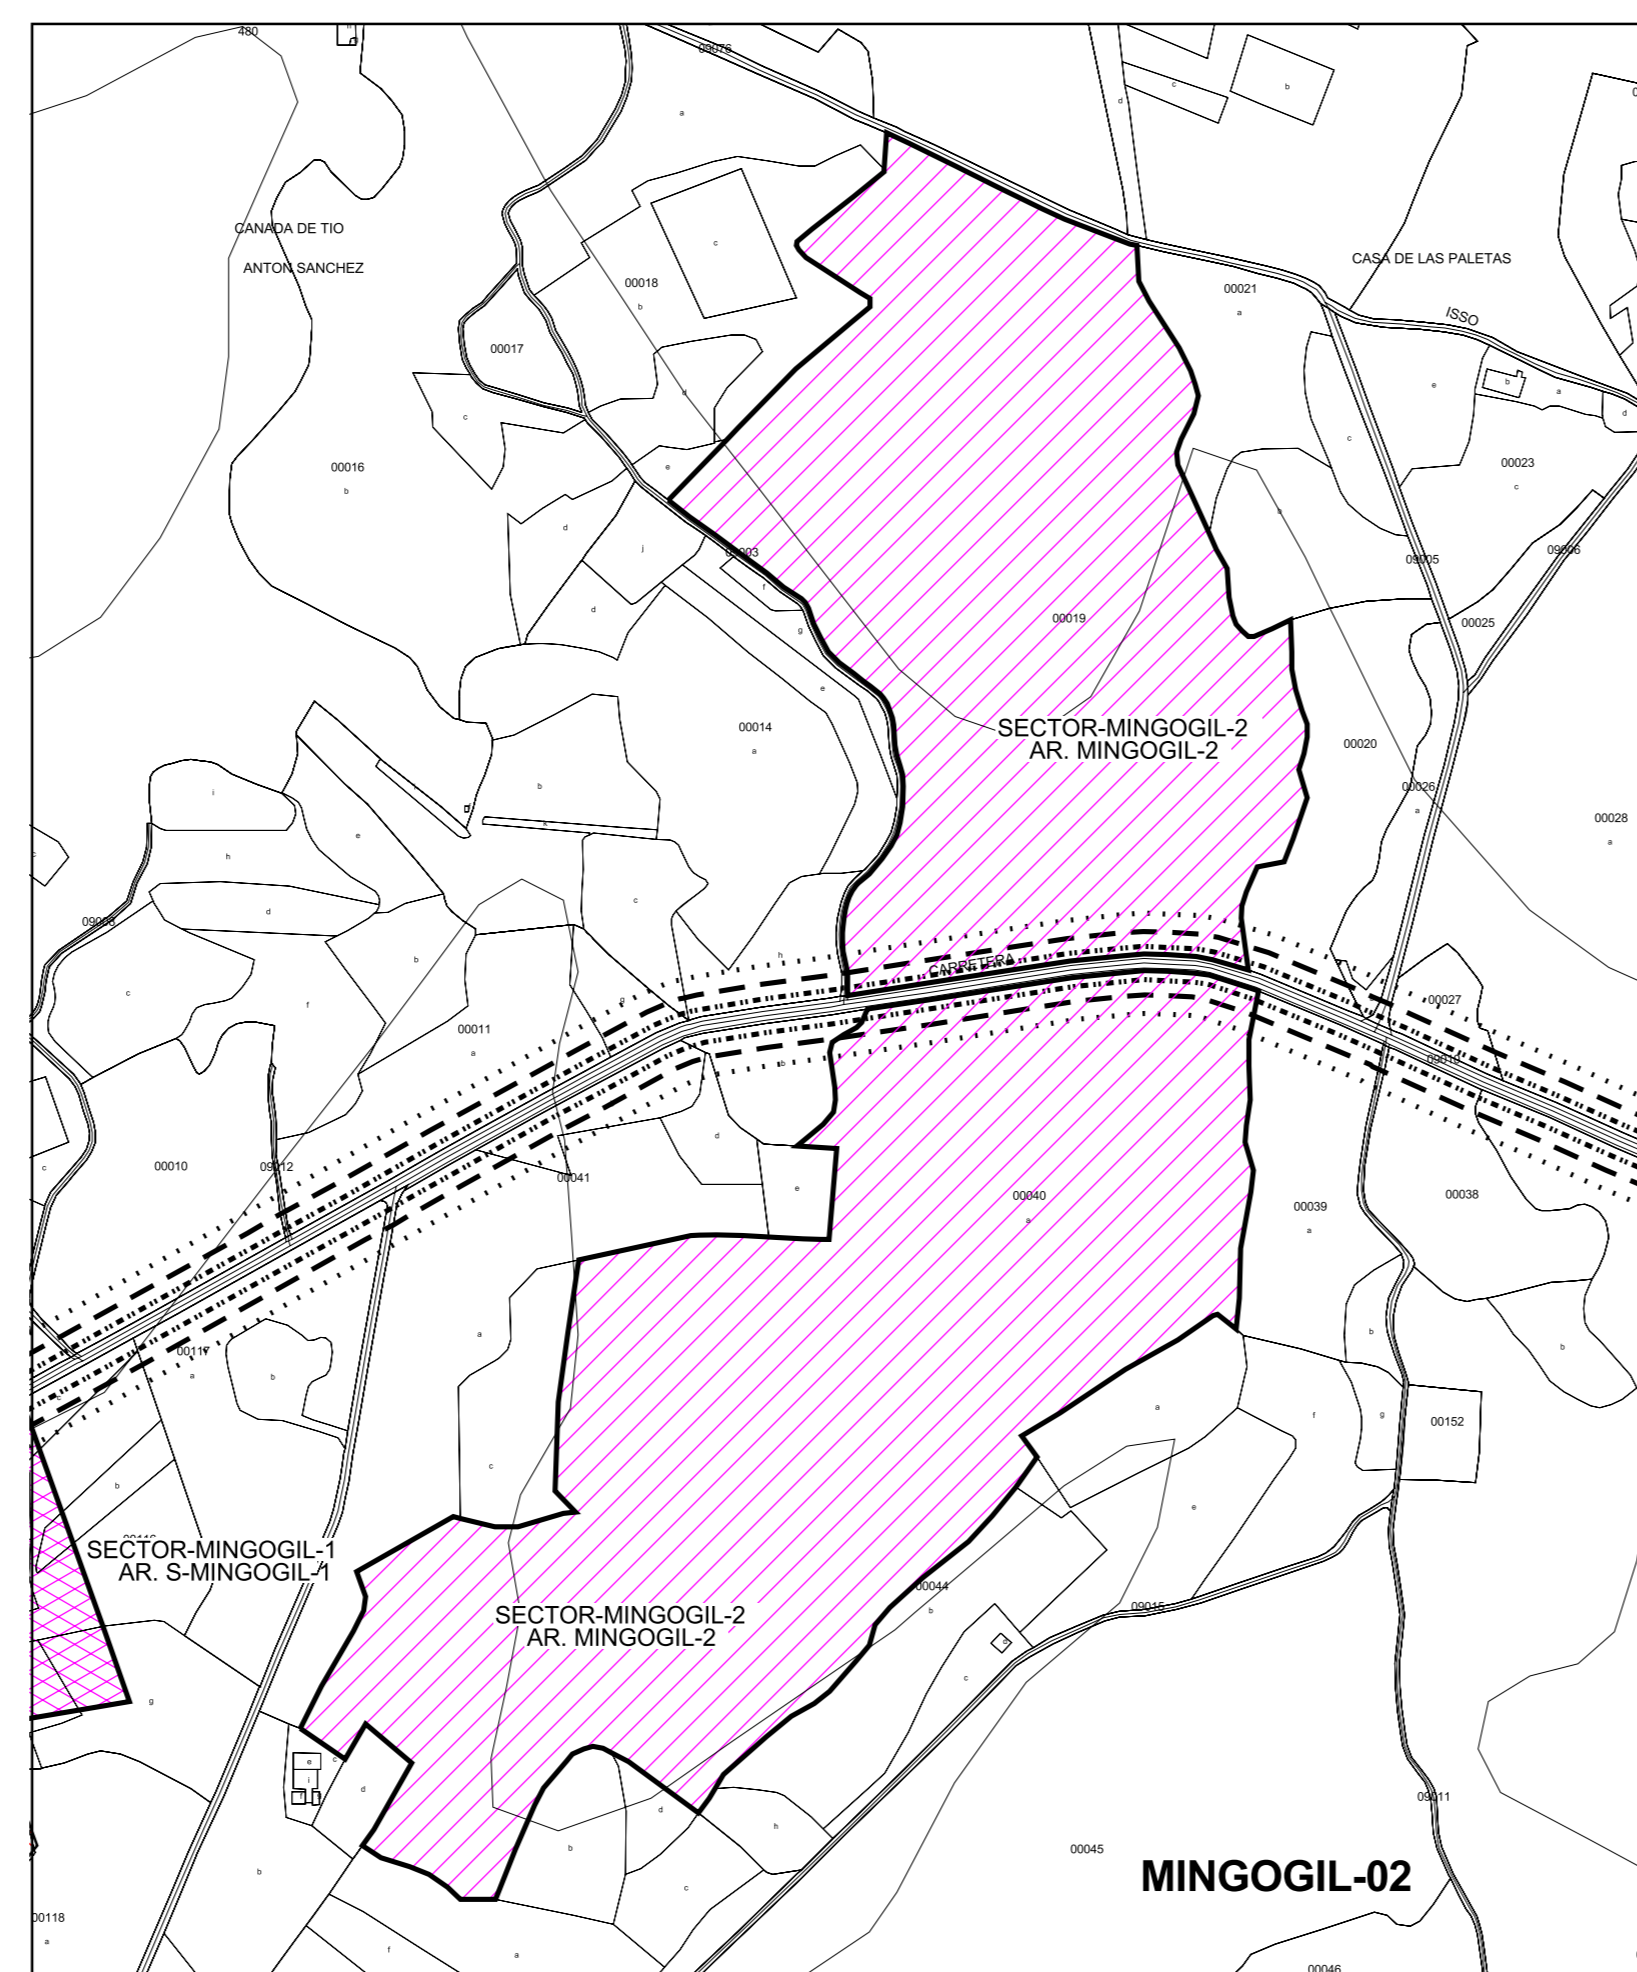 480
09076
CANADA DE TIO
ANTON SANCHEZ
CASA DE LAS PALETAS
00018
00021
ISSO
00017
00016
00023
09003
09005
09006
00019
00025
00014
SECTOR-MINGOGIL-2
AR. MINGOGIL-2
00020
00026
00028
CARRETERA
00027
00011
09010
00010
09012
00041
00040
00039
00038
00117
00152
SECTOR-MINGOGIL-1
AR. S-MINGOGIL-1
00044
09015
SECTOR-MINGOGIL-2
AR. MINGOGIL-2
09011
00045
MINGOGIL-02
00118
00046